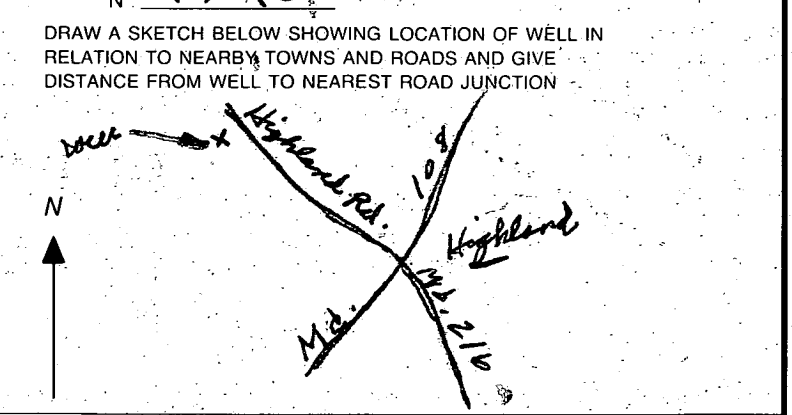 N
DRAW A SKETCH BELOW SHOWING LOCATION OF WELL IN
RELATION TO NEARBY TOWNS AND ROADS AND GIVE
DISTANCE FROM WELL TO NEAREST ROAD JUNCTION
Well
Highland Rd.
108
N
Highland
Md.
Md. 216